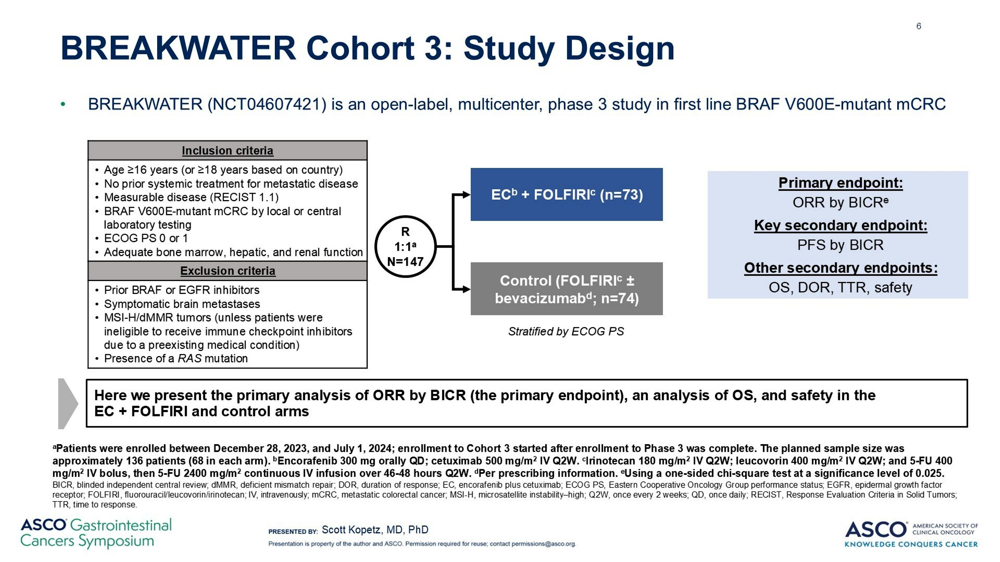 6
BREAKWATER Cohort 3: Study Design
• BREAKWATER (NCT04607421) is an open-label, multicenter, phase 3 study in first line BRAF V600E-mutant mCRC
Inclusion criteria
• Age ≥16 years (or ≥18 years based on country)
• No prior systemic treatment for metastatic disease
• Measurable disease (RECIST 1.1)
• BRAF V600E-mutant mCRC by local or central
laboratory testing
• ECOG PS 0 or 1
• Adequate bone marrow, hepatic, and renal function
Exclusion criteria
• Prior BRAF or EGFR inhibitors
• Symptomatic brain metastases
• MSI-H/dMMR tumors (unless patients were
ineligible to receive immune checkpoint inhibitors
due to a preexisting medical condition)
• Presence of a RAS mutation
R
1:1ᵃ
N=147
ECᵇ + FOLFIRIᶜ (n=73)
Control (FOLFIRIᶜ ±
bevacizumabᵈ; n=74)
Stratified by ECOG PS
Primary endpoint:
ORR by BICRᵉ
Key secondary endpoint:
PFS by BICR
Other secondary endpoints:
OS, DOR, TTR, safety
Here we present the primary analysis of ORR by BICR (the primary endpoint), an analysis of OS, and safety in the
EC + FOLFIRI and control arms
ᵃPatients were enrolled between December 28, 2023, and July 1, 2024; enrollment to Cohort 3 started after enrollment to Phase 3 was complete. The planned sample size was
approximately 136 patients (68 in each arm). ᵇEncorafenib 300 mg orally QD; cetuximab 500 mg/m² IV Q2W. ᶜIrinotecan 180 mg/m² IV Q2W; leucovorin 400 mg/m² IV Q2W; and 5-FU 400
mg/m² IV bolus, then 5-FU 2400 mg/m² continuous IV infusion over 46-48 hours Q2W. ᵈPer prescribing information. ᵉUsing a one-sided chi-square test at a significance level of 0.025.
BICR, blinded independent central review; dMMR, deficient mismatch repair; DOR, duration of response; EC, encorafenib plus cetuximab; ECOG PS, Eastern Cooperative Oncology Group performance status; EGFR, epidermal growth factor
receptor; FOLFIRI, fluorouracil/leucovorin/irinotecan; IV, intravenously; mCRC, metastatic colorectal cancer; MSI-H, microsatellite instability–high; Q2W, once every 2 weeks; QD, once daily; RECIST, Response Evaluation Criteria in Solid Tumors;
TTR, time to response.
ASCO Gastrointestinal
Cancers Symposium
PRESENTED BY: Scott Kopetz, MD, PhD
Presentation is property of the author and ASCO. Permission required for reuse; contact permissions@asco.org.
ASCO® AMERICAN SOCIETY OF
CLINICAL ONCOLOGY
KNOWLEDGE CONQUERS CANCER